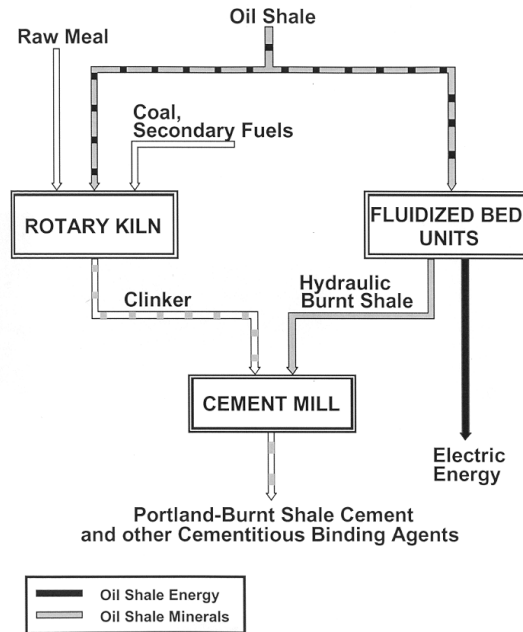 Oil Shale
Raw Meal
Coal,
Secondary Fuels
ROTARY KILN
FLUIDIZED BED
UNITS
Clinker
Hydraulic
Burnt Shale
CEMENT MILL
Electric
Energy
Portland-Burnt Shale Cement
and other Cementitious Binding Agents
Oil Shale Energy
Oil Shale Minerals